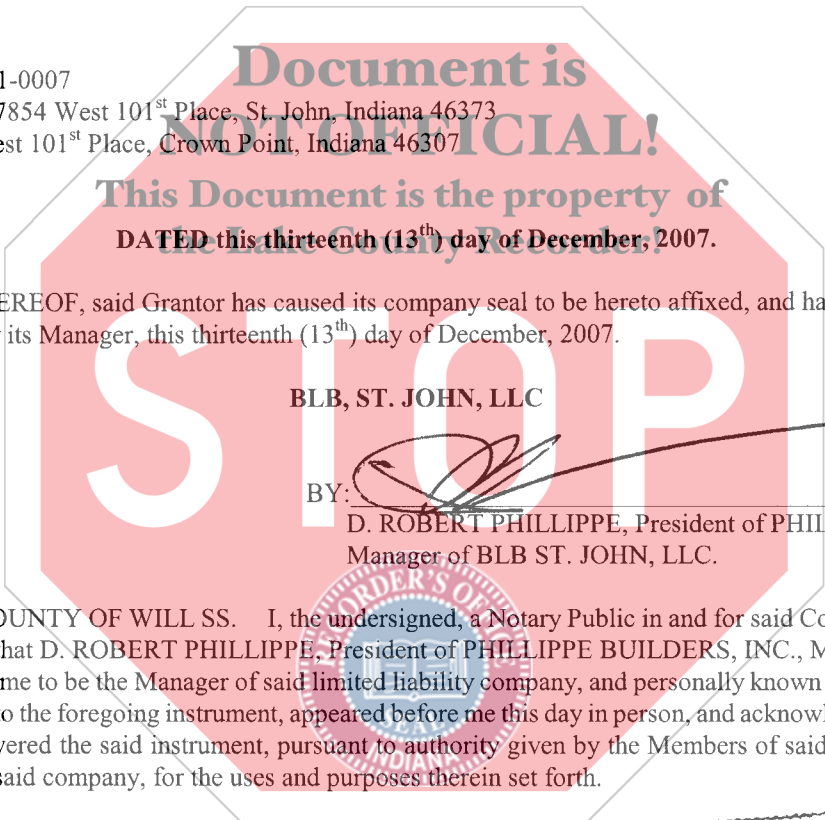 Document is
1-0007
7854 West 101st Place, St. John, Indiana 46373
NOT OFFICIAL!
est 101st Place, Crown Point, Indiana 46307
This Document is the property of
DATED this thirteenth (13th) day of December, 2007.
the Lake County Recorder!
EREOF, said Grantor has caused its company seal to be hereto affixed, and ha
its Manager, this thirteenth (13th) day of December, 2007.
STOP
BLB, ST. JOHN, LLC
BY:
D. ROBERT PHILLIPPE, President of PHIL
Manager of BLB ST. JOHN, LLC.
RECORDER'S OFFICE
SEAL
INDIANA
OUNTY OF WILL SS. I, the undersigned, a Notary Public in and for said Co
hat D. ROBERT PHILLIPPE, President of PHILLIPPE BUILDERS, INC., M
me to be the Manager of said limited liability company, and personally known
o the foregoing instrument, appeared before me this day in person, and acknowl
vered the said instrument, pursuant to authority given by the Members of said
said company, for the uses and purposes therein set forth.